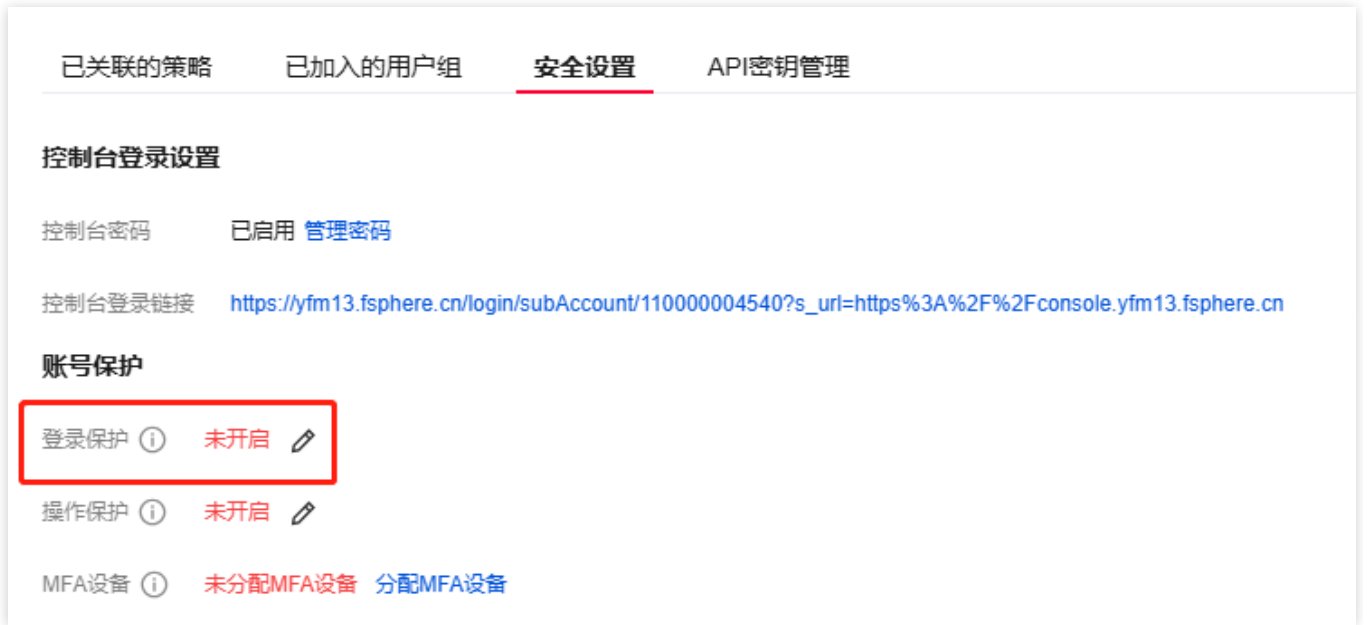 已关联的策略 已加入的用户组 安全设置 API密钥管理
控制台登录设置
控制台密码 已启用 管理密码
控制台登录链接 https://yfm13.fsphere.cn/login/subAccount/110000004540?s_url=https%3A%2F%2Fconsole.yfm13.fsphere.cn
账号保护
登录保护 未开启
操作保护 未开启
MFA设备 未分配MFA设备 分配MFA设备